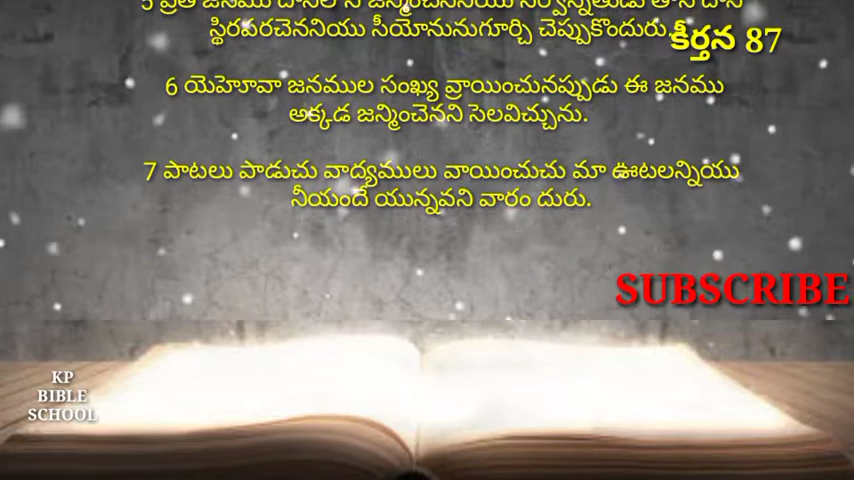 స్థిరపరచెననియు సీయోనునుగూర్చి చెప్పుకొందురు.
కీర్తన 87
6 యెహోవా జనముల సంఖ్య వ్రాయించునప్పుడు ఈ జనము
అక్కడ జన్మించెనని సెలవిచ్చును.
7 పాటలు పాడుచు వాద్యములు వాయించుచు మా ఊటలన్నియు
నీయందే యున్నవని వారం దురు.
SUBSCRIBE
KP
BIBLE
SCHOOL